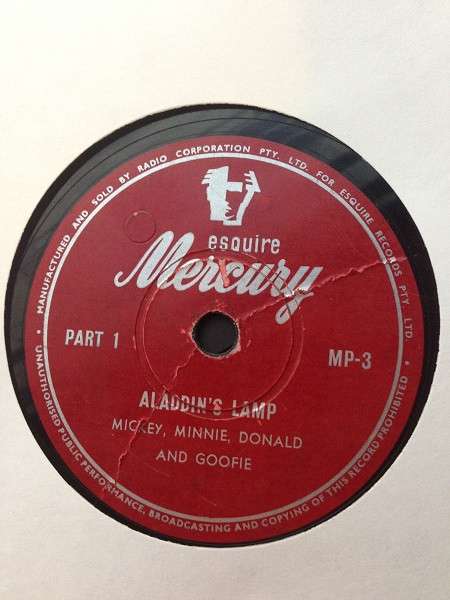 MANUFACTURED AND SOLD BY RADIO CORPORATION PTY. LTD. FOR ESQUIRE RECORDS PTY LTD.
esquire
Mercury
PART 1
MP-3
ALADDIN'S LAMP
MICKEY, MINNIE, DONALD
AND GOOFIE
UNAUTHORISED PUBLIC PERFORMANCE, BROADCASTING AND COPYING OF THIS RECORD PROHIBITED